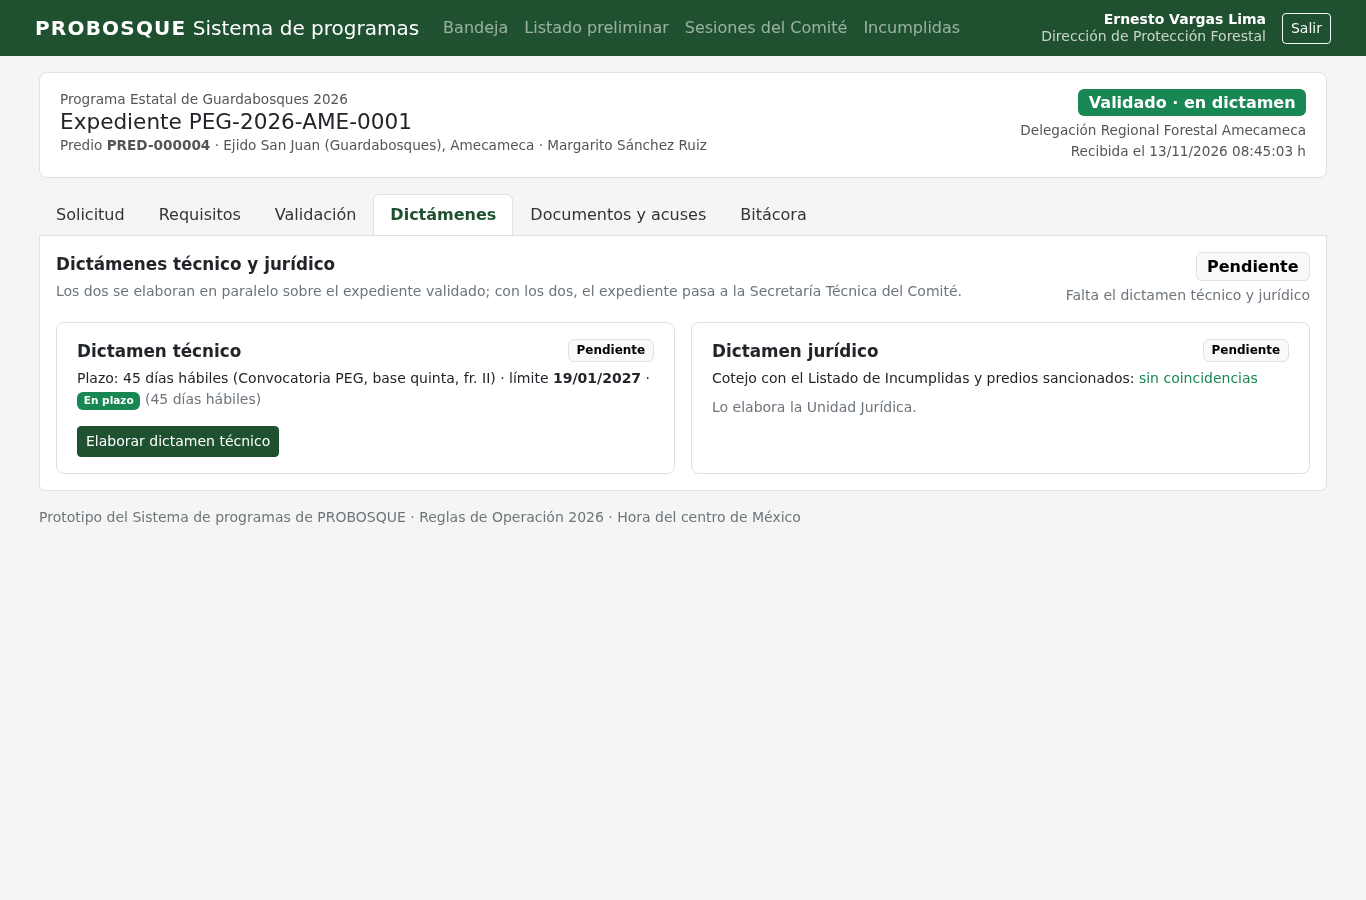 PROBOSQUE Sistema de programas
Bandeja
Listado preliminar
Sesiones del Comité
Incumplidas
Ernesto Vargas Lima
Dirección de Protección Forestal
Salir
Programa Estatal de Guardabosques 2026
Expediente PEG-2026-AME-0001
Predio PRED-000004 · Ejido San Juan (Guardabosques), Amecameca · Margarito Sánchez Ruiz
Validado · en dictamen
Delegación Regional Forestal Amecameca
Recibida el 13/11/2026 08:45:03 h
Solicitud
Requisitos
Validación
Dictámenes
Documentos y acuses
Bitácora
Dictámenes técnico y jurídico
Los dos se elaboran en paralelo sobre el expediente validado; con los dos, el expediente pasa a la Secretaría Técnica del Comité.
Pendiente
Falta el dictamen técnico y jurídico
Dictamen técnico
Pendiente
Plazo: 45 días hábiles (Convocatoria PEG, base quinta, fr. II) · límite 19/01/2027 ·
En plazo (45 días hábiles)
Elaborar dictamen técnico
Dictamen jurídico
Pendiente
Cotejo con el Listado de Incumplidas y predios sancionados: sin coincidencias
Lo elabora la Unidad Jurídica.
Prototipo del Sistema de programas de PROBOSQUE · Reglas de Operación 2026 · Hora del centro de México